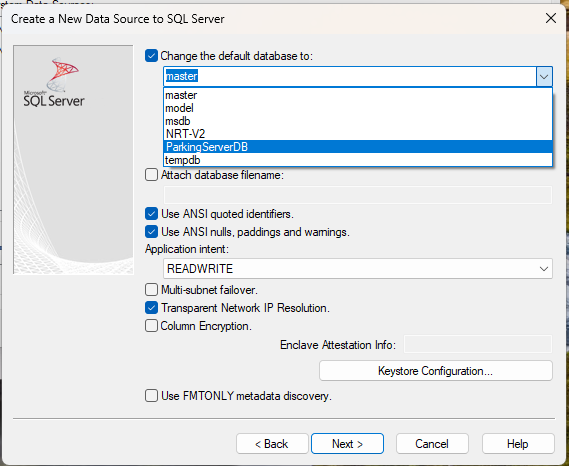 Create a New Data Source to SQL Server
Microsoft
SQL Server
Change the default database to:
master
master
model
msdb
NRT-V2
ParkingServerDB
tempdb
Attach database filename:
Use ANSI quoted identifiers.
Use ANSI nulls, paddings and warnings.
Application intent:
READWRITE
Multi-subnet failover.
Transparent Network IP Resolution.
Column Encryption.
Enclave Attestation Info:
Keystore Configuration...
Use FMTONLY metadata discovery.
< Back
Next >
Cancel
Help